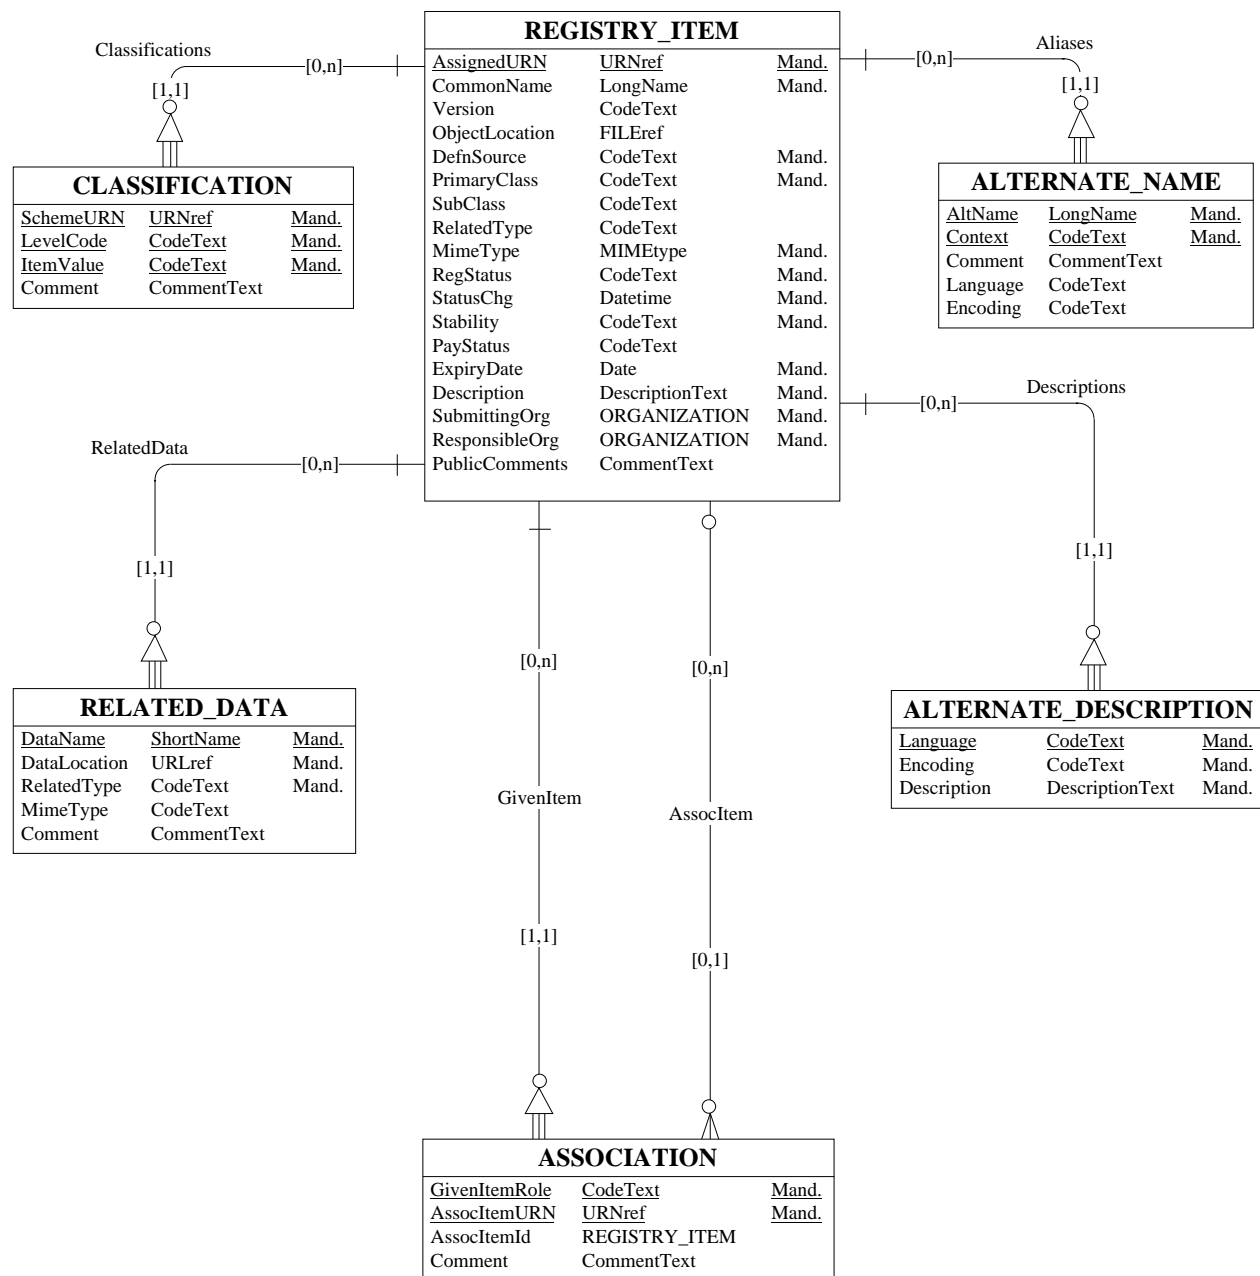 REGISTRY_ITEM
AssignedURN URNref Mand.
CommonName LongName Mand.
Version CodeText
ObjectLocation FILEref
DefnSource CodeText Mand.
PrimaryClass CodeText Mand.
SubClass CodeText
RelatedType CodeText
MimeType MIMEtype Mand.
RegStatus CodeText Mand.
StatusChg Datetime Mand.
Stability CodeText Mand.
PayStatus CodeText
ExpiryDate Date Mand.
Description DescriptionText Mand.
SubmittingOrg ORGANIZATION Mand.
ResponsibleOrg ORGANIZATION Mand.
PublicComments CommentText
Classifications
[0,n]
[1,1]
CLASSIFICATION
SchemeURN URNref Mand.
LevelCode CodeText Mand.
ItemValue CodeText Mand.
Comment CommentText
Aliases
[0,n]
[1,1]
ALTERNATE_NAME
AltName LongName Mand.
Context CodeText Mand.
Comment CommentText
Language CodeText
Encoding CodeText
RelatedData
[0,n]
[1,1]
RELATED_DATA
DataName ShortName Mand.
DataLocation URLref Mand.
RelatedType CodeText Mand.
MimeType CodeText
Comment CommentText
Descriptions
[0,n]
[1,1]
ALTERNATE_DESCRIPTION
Language CodeText Mand.
Encoding CodeText Mand.
Description DescriptionText Mand.
[0,n]
GivenItem
[1,1]
[0,n]
AssocItem
[0,1]
ASSOCIATION
GivenItemRole CodeText Mand.
AssocItemURN URNref Mand.
AssocItemId REGISTRY_ITEM
Comment CommentText